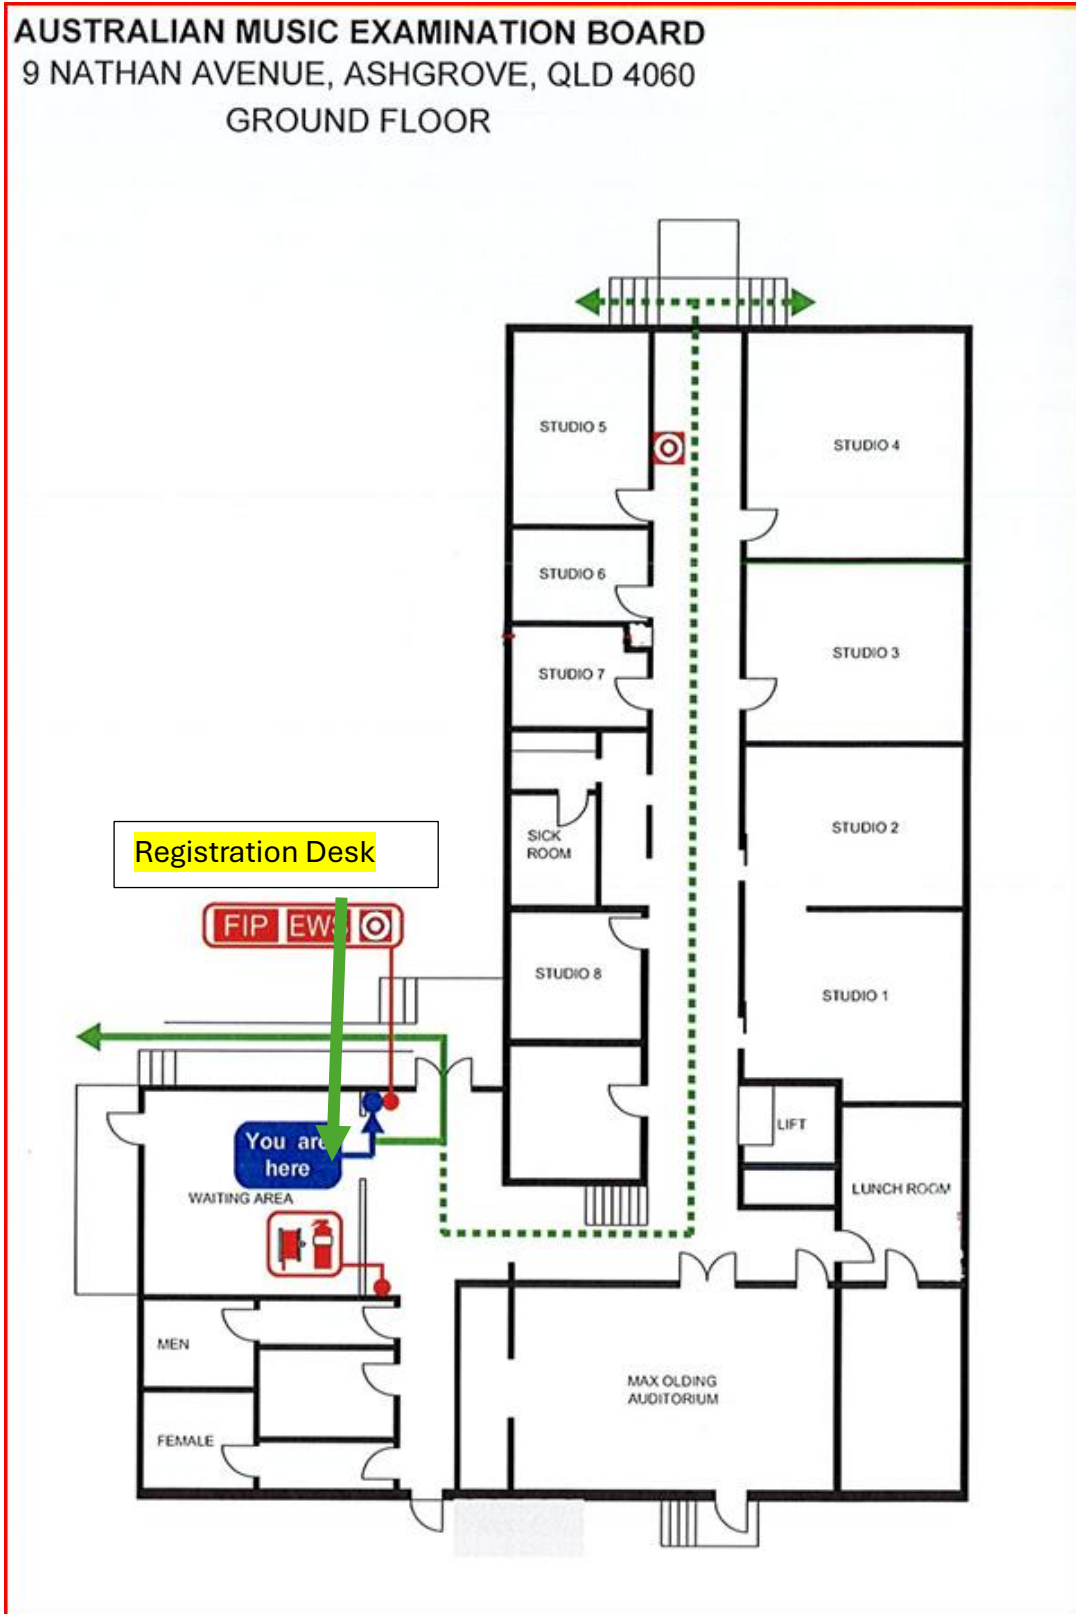 AUSTRALIAN MUSIC EXAMINATION BOARD
9 NATHAN AVENUE, ASHGROVE, QLD 4060
GROUND FLOOR
STUDIO 5
STUDIO 4
STUDIO 6
STUDIO 3
STUDIO 7
STUDIO 2
SICK
ROOM
Registration Desk
FIP EWS
STUDIO 8
STUDIO 1
LIFT
You are
here
WAITING AREA
LUNCH ROOM
MEN
MAX OLDING
AUDITORIUM
FEMALE